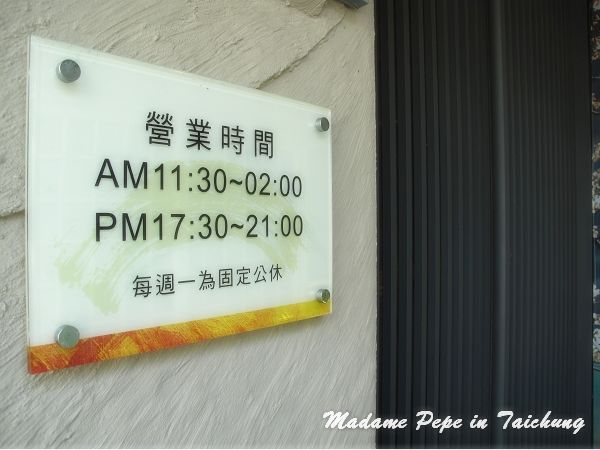 營業時間
AM11:30~02:00
PM17:30~21:00
每週一為固定公休
Madame Pepe in Taichung